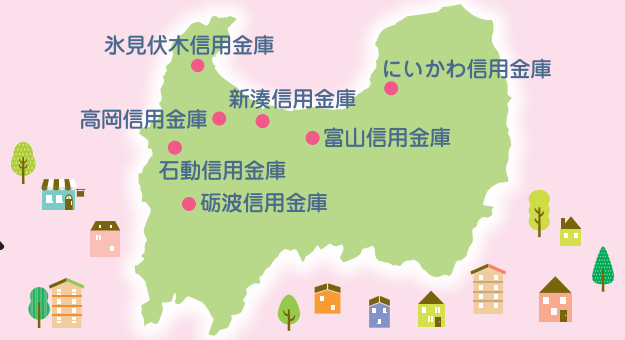 氷見伏木信用金庫
にいかわ信用金庫
新湊信用金庫
高岡信用金庫
富山信用金庫
石動信用金庫
砺波信用金庫